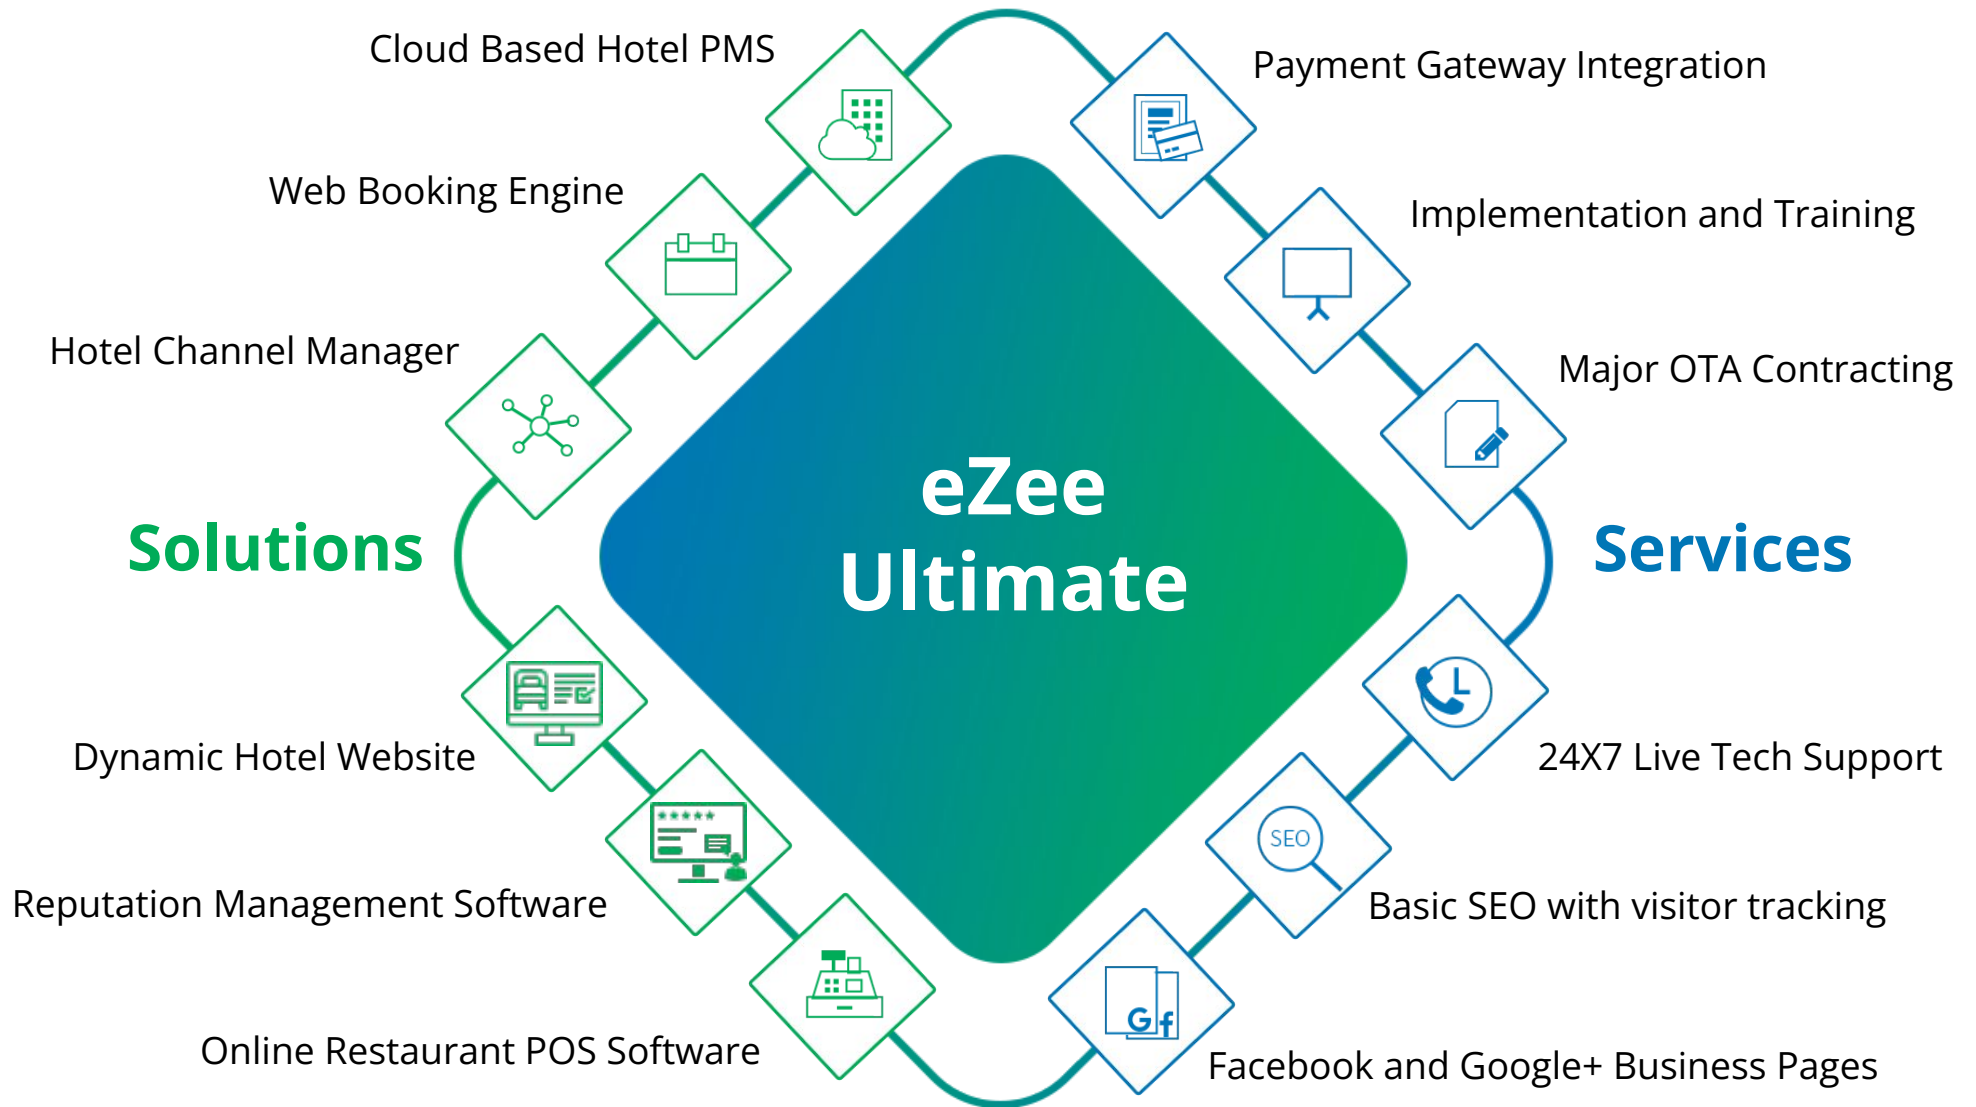 Cloud Based Hotel PMS
Payment Gateway Integration
Web Booking Engine
Implementation and Training
Hotel Channel Manager
Major OTA Contracting
eZee
Ultimate
Solutions
Services
Dynamic Hotel Website
24X7 Live Tech Support
SEO
Reputation Management Software
Basic SEO with visitor tracking
G f
Online Restaurant POS Software
Facebook and Google+ Business Pages